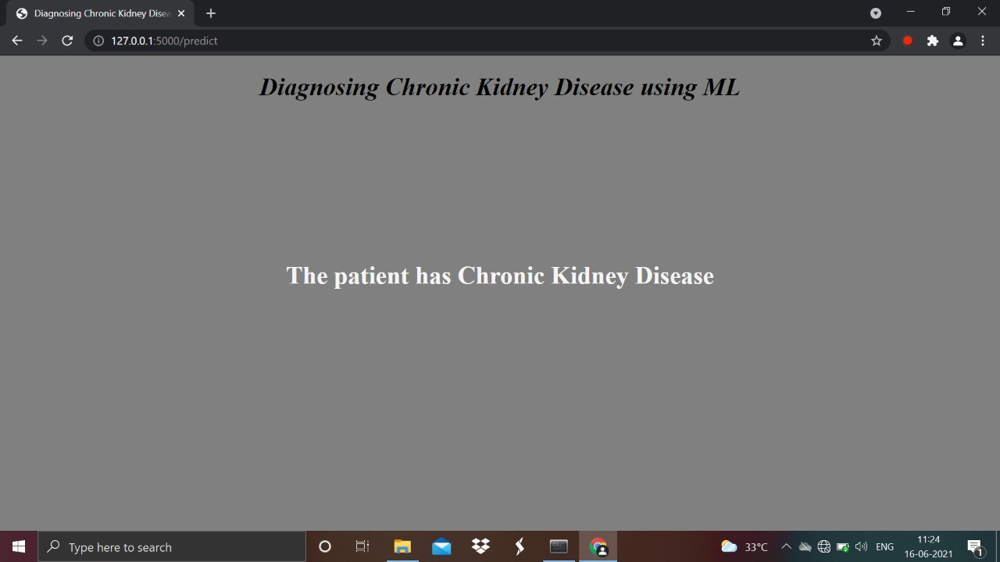 Diagnosing Chronic Kidney Disea
127.0.0.1:5000/predict
Diagnosing Chronic Kidney Disease using ML
The patient has Chronic Kidney Disease
Type here to search
33°C
ENG
11:24
16-06-2021
1